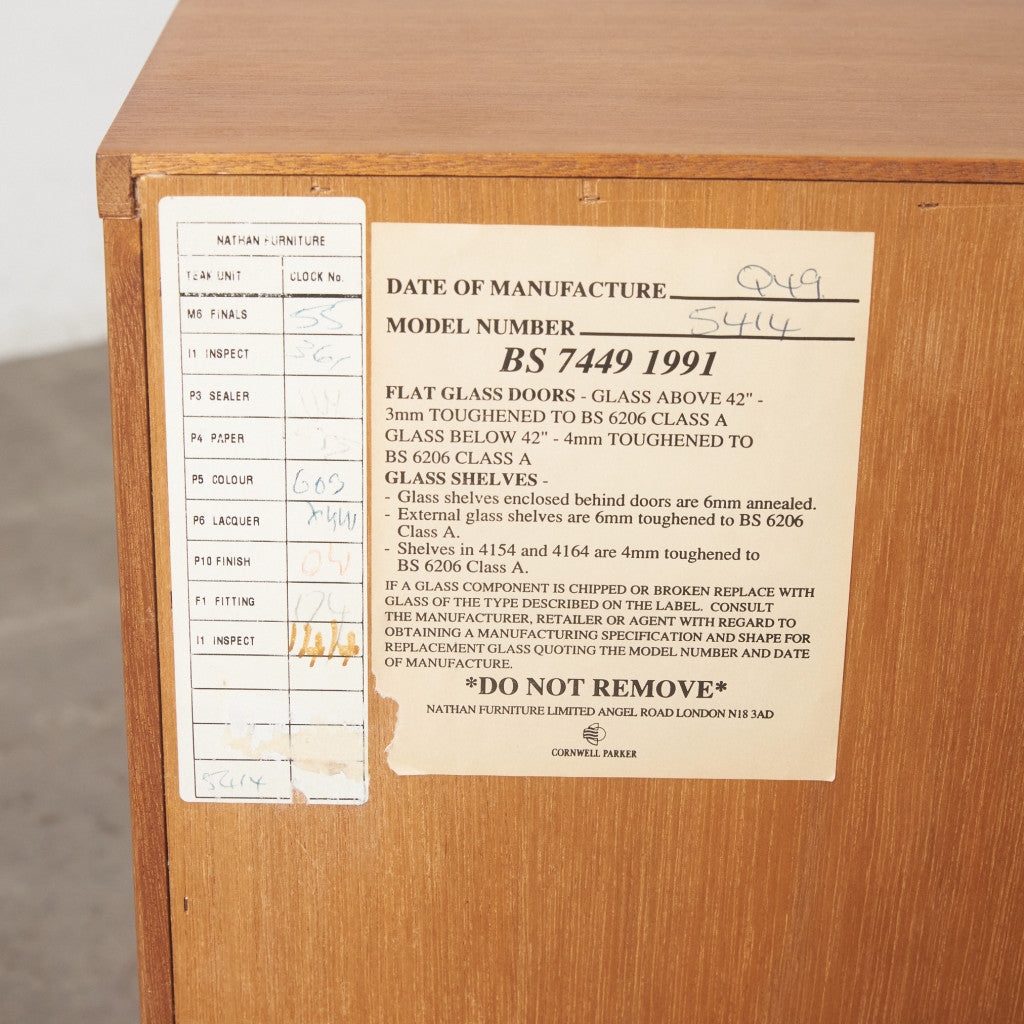 NATHAN FURNITURE
TEAK UNIT CLOCK No.
M6 FINALS 55
I1 INSPECT
P3 SEALER
P4 PAPER
P5 COLOUR 603
P6 LACQUER
P10 FINISH
F1 FITTING 04
I1 INSPECT 144
5414
DATE OF MANUFACTURE Q49
MODEL NUMBER 5414
BS 7449 1991
FLAT GLASS DOORS - GLASS ABOVE 42" -
3mm TOUGHENED TO BS 6206 CLASS A
GLASS BELOW 42" - 4mm TOUGHENED TO
BS 6206 CLASS A
GLASS SHELVES -
- Glass shelves enclosed behind doors are 6mm annealed.
- External glass shelves are 6mm toughened to BS 6206
Class A.
- Shelves in 4154 and 4164 are 4mm toughened to
BS 6206 Class A.
IF A GLASS COMPONENT IS CHIPPED OR BROKEN REPLACE WITH
GLASS OF THE TYPE DESCRIBED ON THE LABEL. CONSULT
THE MANUFACTURER, RETAILER OR AGENT WITH REGARD TO
OBTAINING A MANUFACTURING SPECIFICATION AND SHAPE FOR
REPLACEMENT GLASS QUOTING THE MODEL NUMBER AND DATE
OF MANUFACTURE.
*DO NOT REMOVE*
NATHAN FURNITURE LIMITED ANGEL ROAD LONDON N18 3AD
CORNWELL PARKER